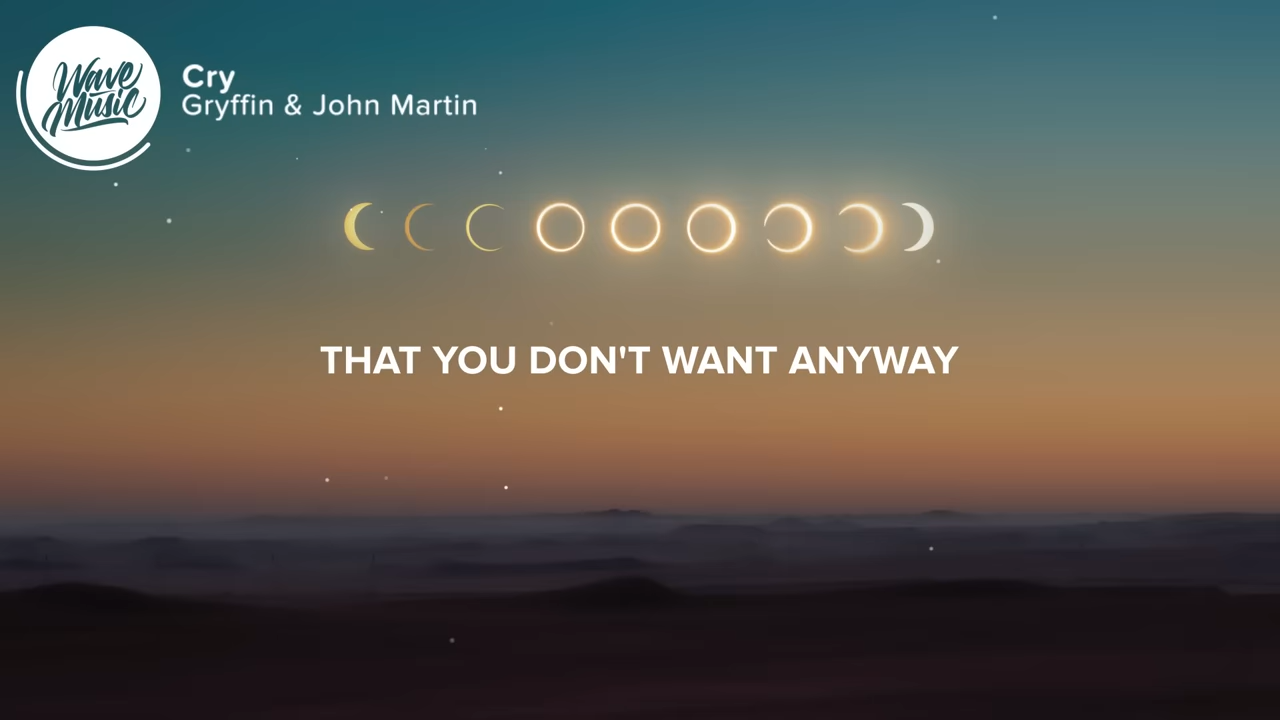 Wave
Music
Cry
Gryffin & John Martin
THAT YOU DON'T WANT ANYWAY